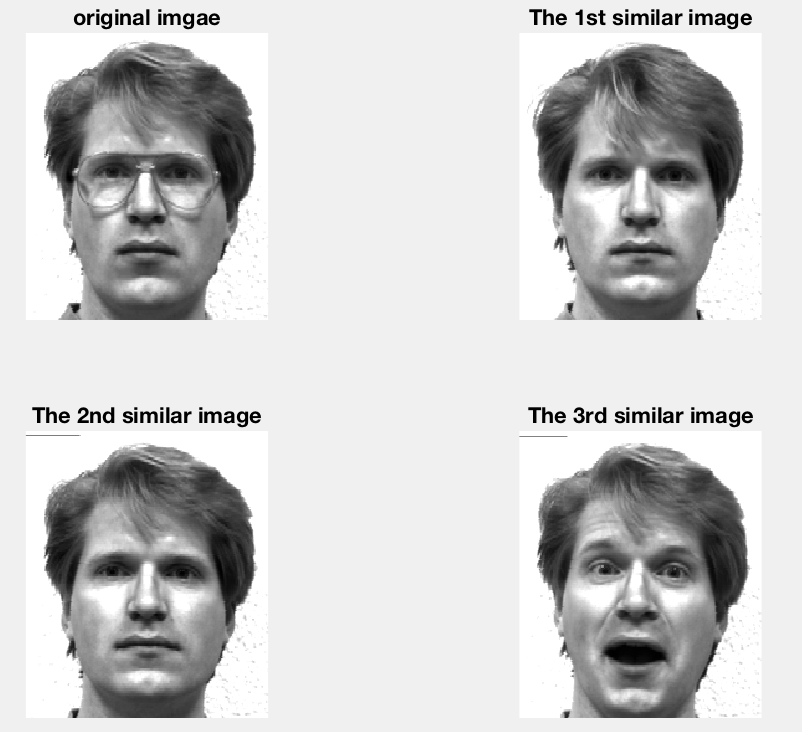 original imgae
The 1st similar image
The 2nd similar image
The 3rd similar image